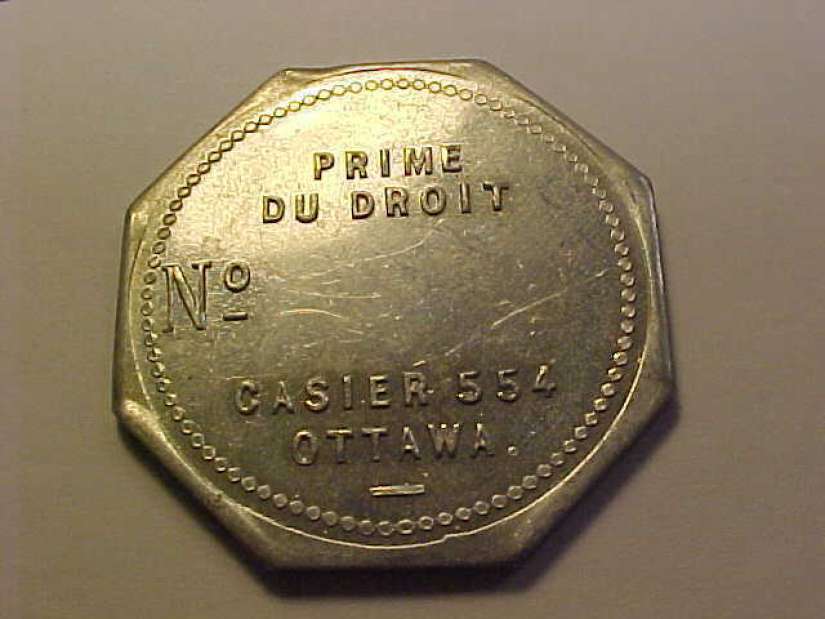 PRIME
DU DROIT
Nº
CASIER 554
OTTAWA.